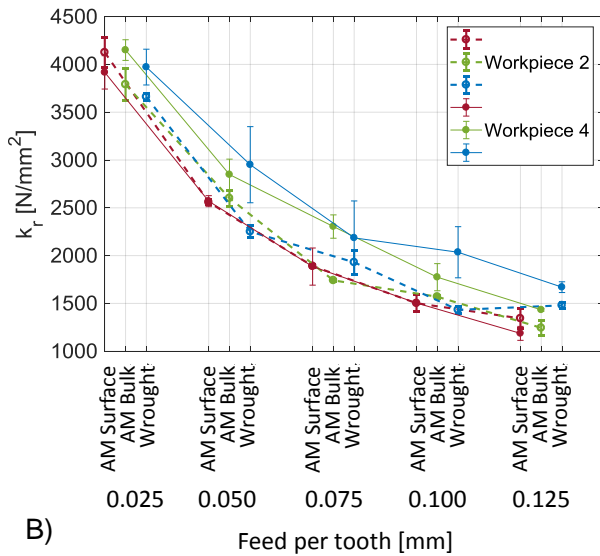 4500
4000
3500
3000
2500
2000
1500
1000
k_r [N/mm²]
Workpiece 2
Workpiece 4
AM Surface
AM Bulk
Wrought
AM Surface
AM Bulk
Wrought
AM Surface
AM Bulk
Wrought
AM Surface
AM Bulk
Wrought
AM Surface
AM Bulk
Wrought
0.025 0.050 0.075 0.100 0.125
B) Feed per tooth [mm]